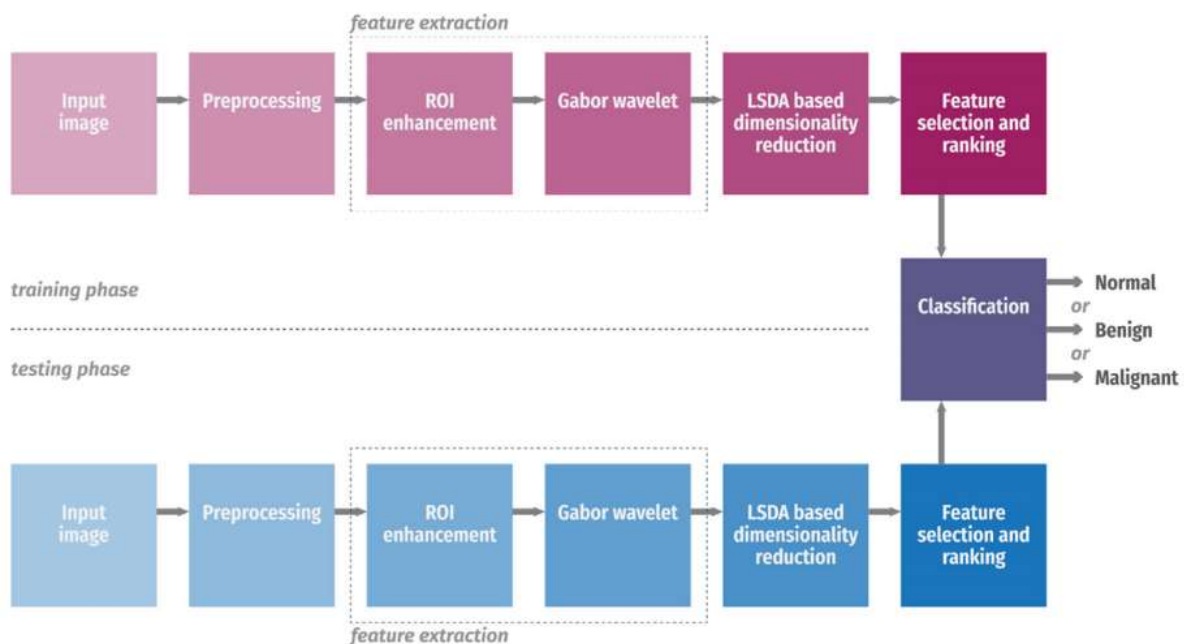 feature extraction
Input
image
Preprocessing
ROI
enhancement
Gabor wavelet
LSDA based
dimensionality
reduction
Feature
selection and
ranking
training phase
Classification
Normal
or
Benign
or
Malignant
testing phase
Input
image
Preprocessing
ROI
enhancement
Gabor wavelet
LSDA based
dimensionality
reduction
Feature
selection and
ranking
feature extraction